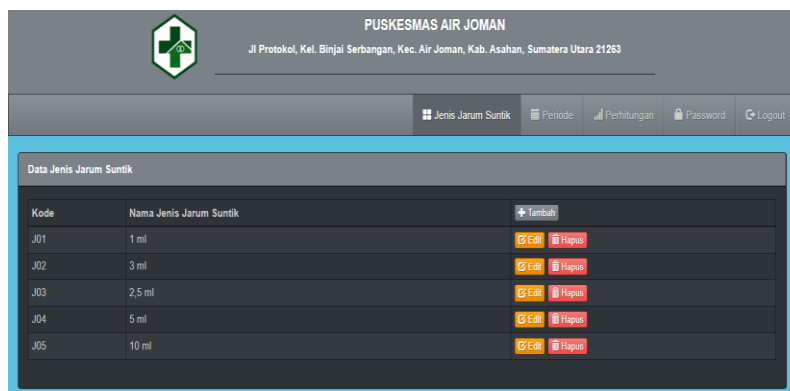 PUSKESMAS AIR JOMAN
Jl Protokol, Kel. Binjai Serbangan, Kec. Air Joman, Kab. Asahan, Sumatera Utara 21263
Jenis Jarum Suntik Periode Perhitungan Password Logout
Data Jenis Jarum Suntik
Kode Nama Jenis Jarum Suntik Tambah
J01 1 ml Edit Hapus
J02 3 ml Edit Hapus
J03 2,5 ml Edit Hapus
J04 5 ml Edit Hapus
J05 10 ml Edit Hapus